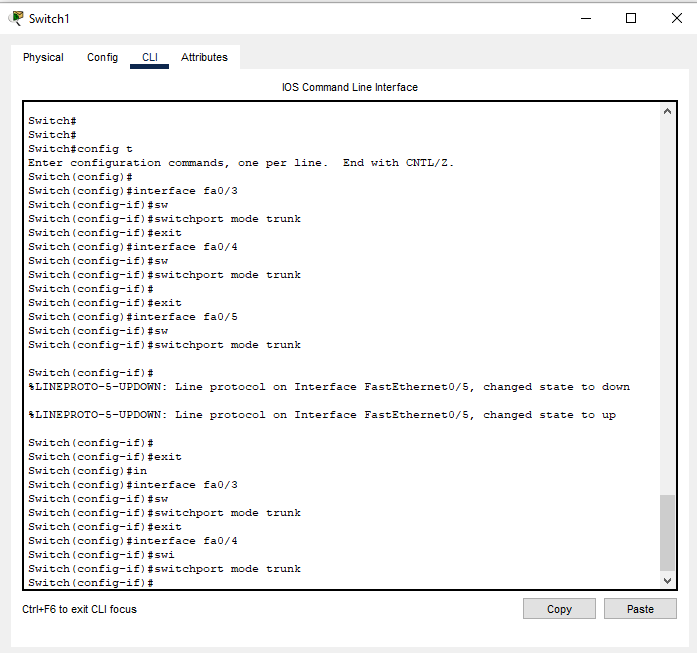 Switch1
Physical Config CLI Attributes
IOS Command Line Interface
Switch#
Switch#
Switch#config t
Enter configuration commands, one per line.  End with CNTL/Z.
Switch(config)#
Switch(config)#interface fa0/3
Switch(config-if)#sw
Switch(config-if)#switchport mode trunk
Switch(config-if)#exit
Switch(config)#interface fa0/4
Switch(config-if)#sw
Switch(config-if)#switchport mode trunk
Switch(config-if)#
Switch(config-if)#exit
Switch(config)#interface fa0/5
Switch(config-if)#sw
Switch(config-if)#switchport mode trunk
Switch(config-if)#
%LINEPROTO-5-UPDOWN: Line protocol on Interface FastEthernet0/5, changed state to down
%LINEPROTO-5-UPDOWN: Line protocol on Interface FastEthernet0/5, changed state to up
Switch(config-if)#
Switch(config-if)#exit
Switch(config)#in
Switch(config)#interface fa0/3
Switch(config-if)#sw
Switch(config-if)#switchport mode trunk
Switch(config-if)#exit
Switch(config)#interface fa0/4
Switch(config-if)#swi
Switch(config-if)#switchport mode trunk
Switch(config-if)#
Ctrl+F6 to exit CLI focus
Copy Paste